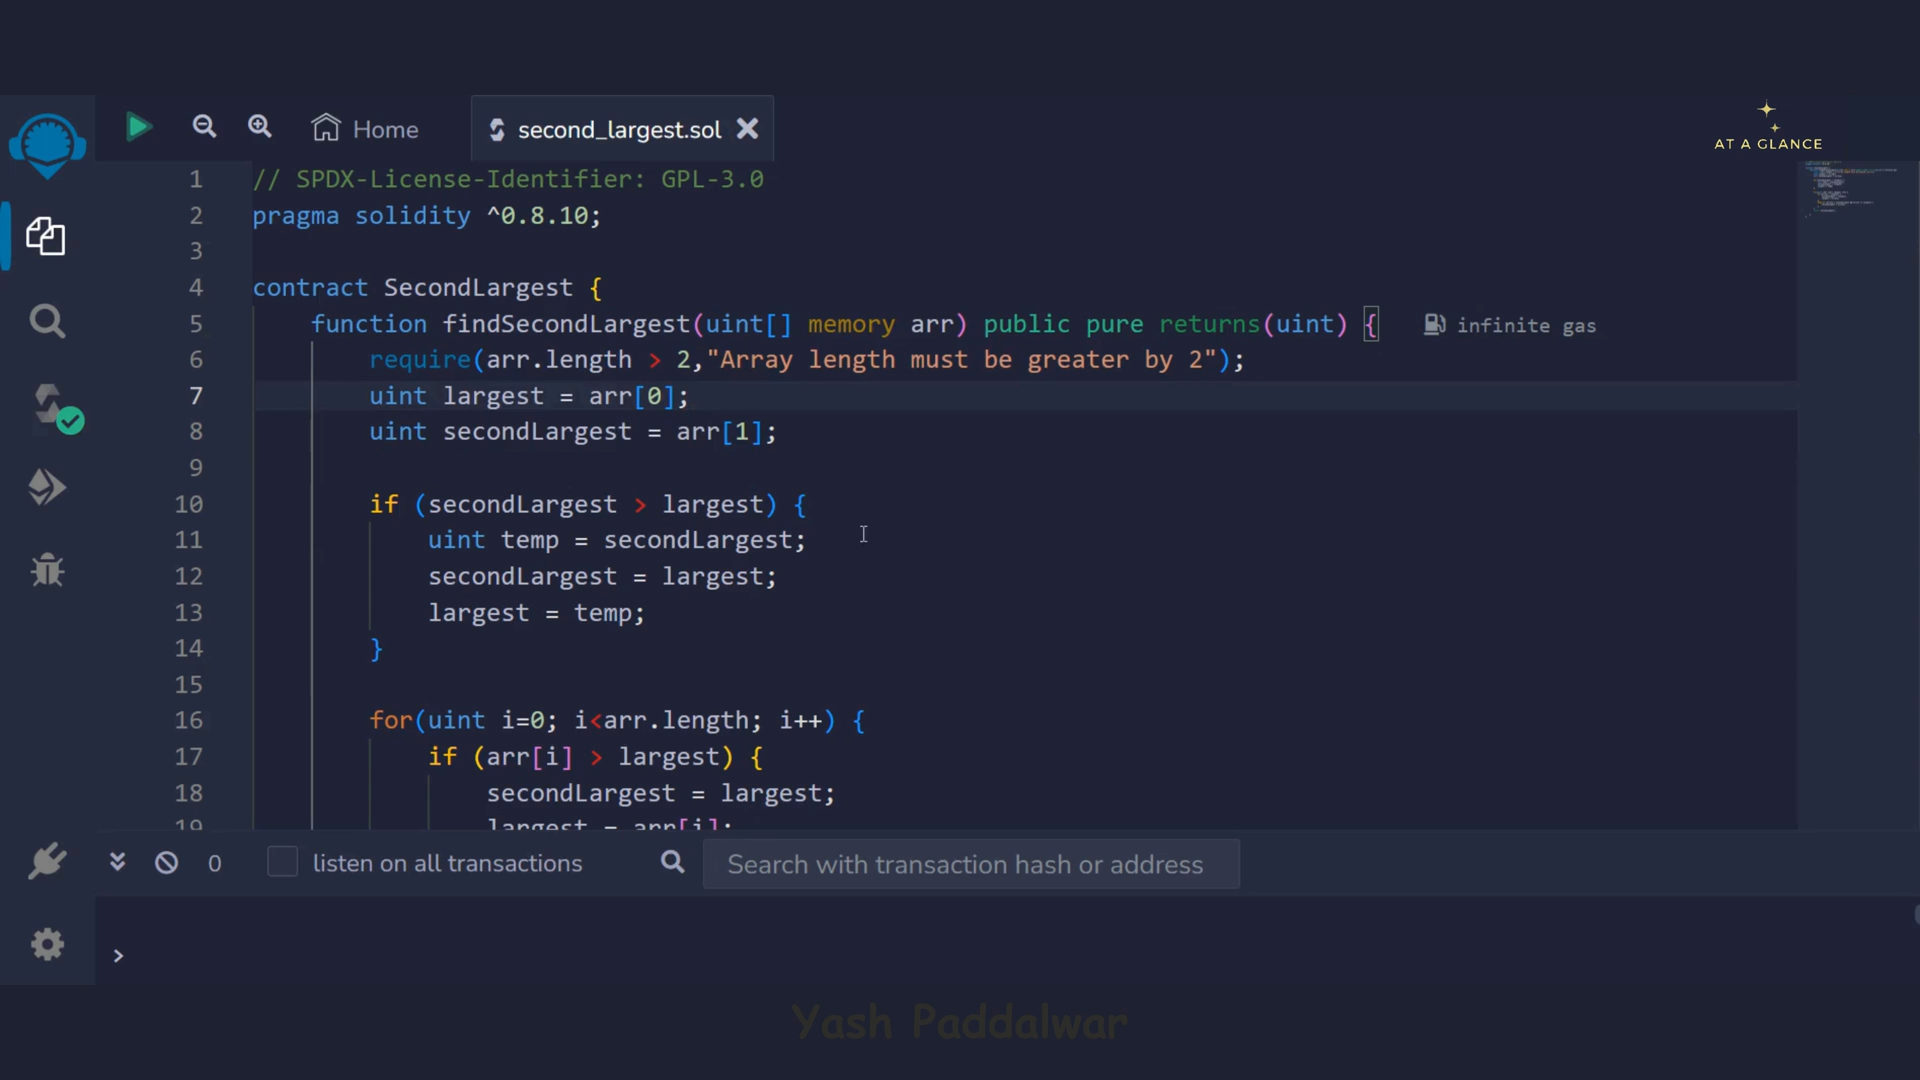 Home
second_largest.sol
AT A GLANCE
1 // SPDX-License-Identifier: GPL-3.0
2 pragma solidity ^0.8.10;
3
4 contract SecondLargest {
5 function findSecondLargest(uint[] memory arr) public pure returns(uint) { infinite gas
6 require(arr.length > 2,"Array length must be greater by 2");
7 uint largest = arr[0];
8 uint secondLargest = arr[1];
9
10 if (secondLargest > largest) {
11 uint temp = secondLargest;
12 secondLargest = largest;
13 largest = temp;
14 }
15
16 for(uint i=0; i<arr.length; i++) {
17 if (arr[i] > largest) {
18 secondLargest = largest;
19 largest = arr[i];
0 listen on all transactions Search with transaction hash or address
>
Yash Paddalwar